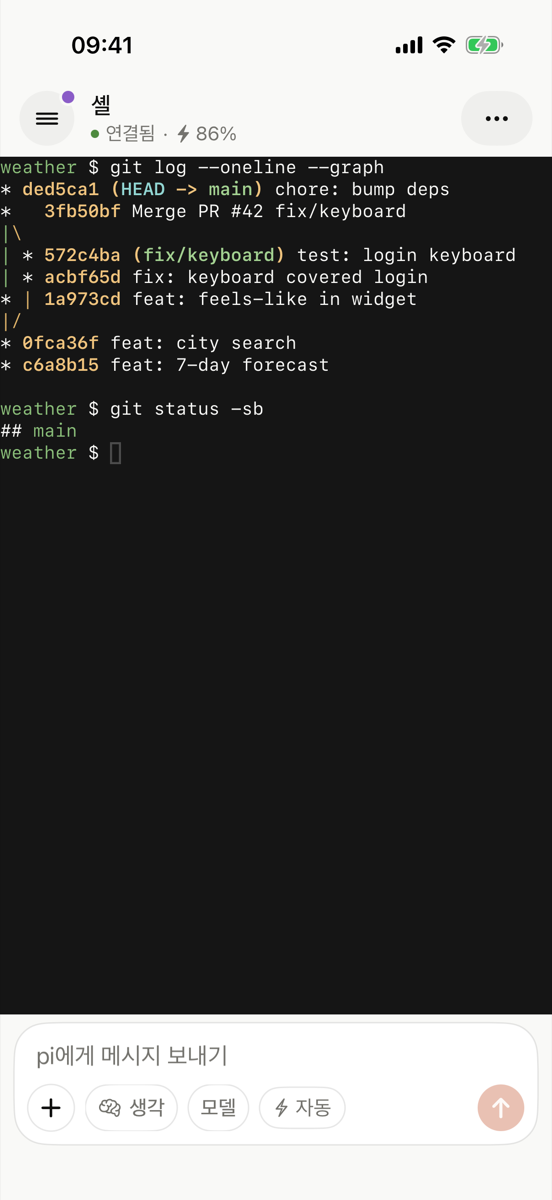 09:41
셸
연결됨 · 86%
weather $ git log --oneline --graph
* ded5ca1 (HEAD -> main) chore: bump deps
*   3fb50bf Merge PR #42 fix/keyboard
|\
| * 572c4ba (fix/keyboard) test: login keyboard
| * acbf65d fix: keyboard covered login
* | 1a973cd feat: feels-like in widget
|/
* 0fca36f feat: city search
* c6a8b15 feat: 7-day forecast
weather $ git status -sb
## main
weather $
pi에게 메시지 보내기
생각 모델 자동